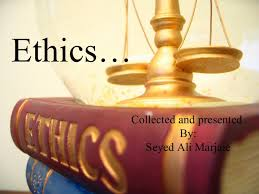 Ethics…
Collected and presented
By:
Seyed Ali Marjaie
ETHICS